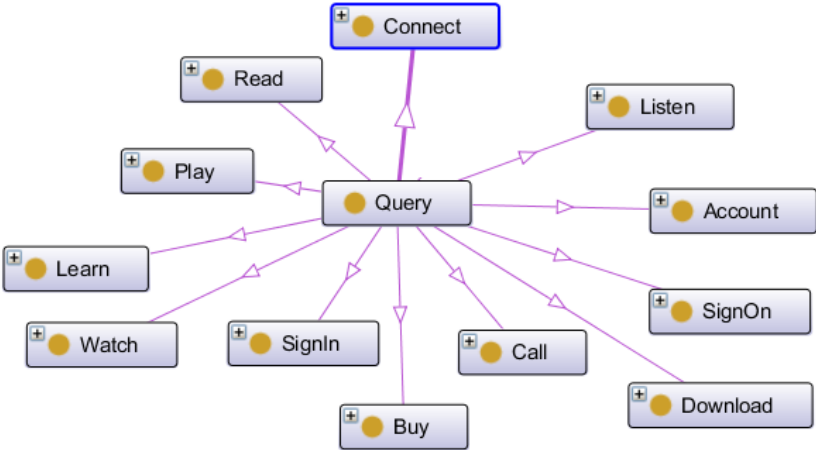 Connect
Read
Listen
Play
Query
Account
Learn
SignOn
Watch
SignIn
Call
Download
Buy